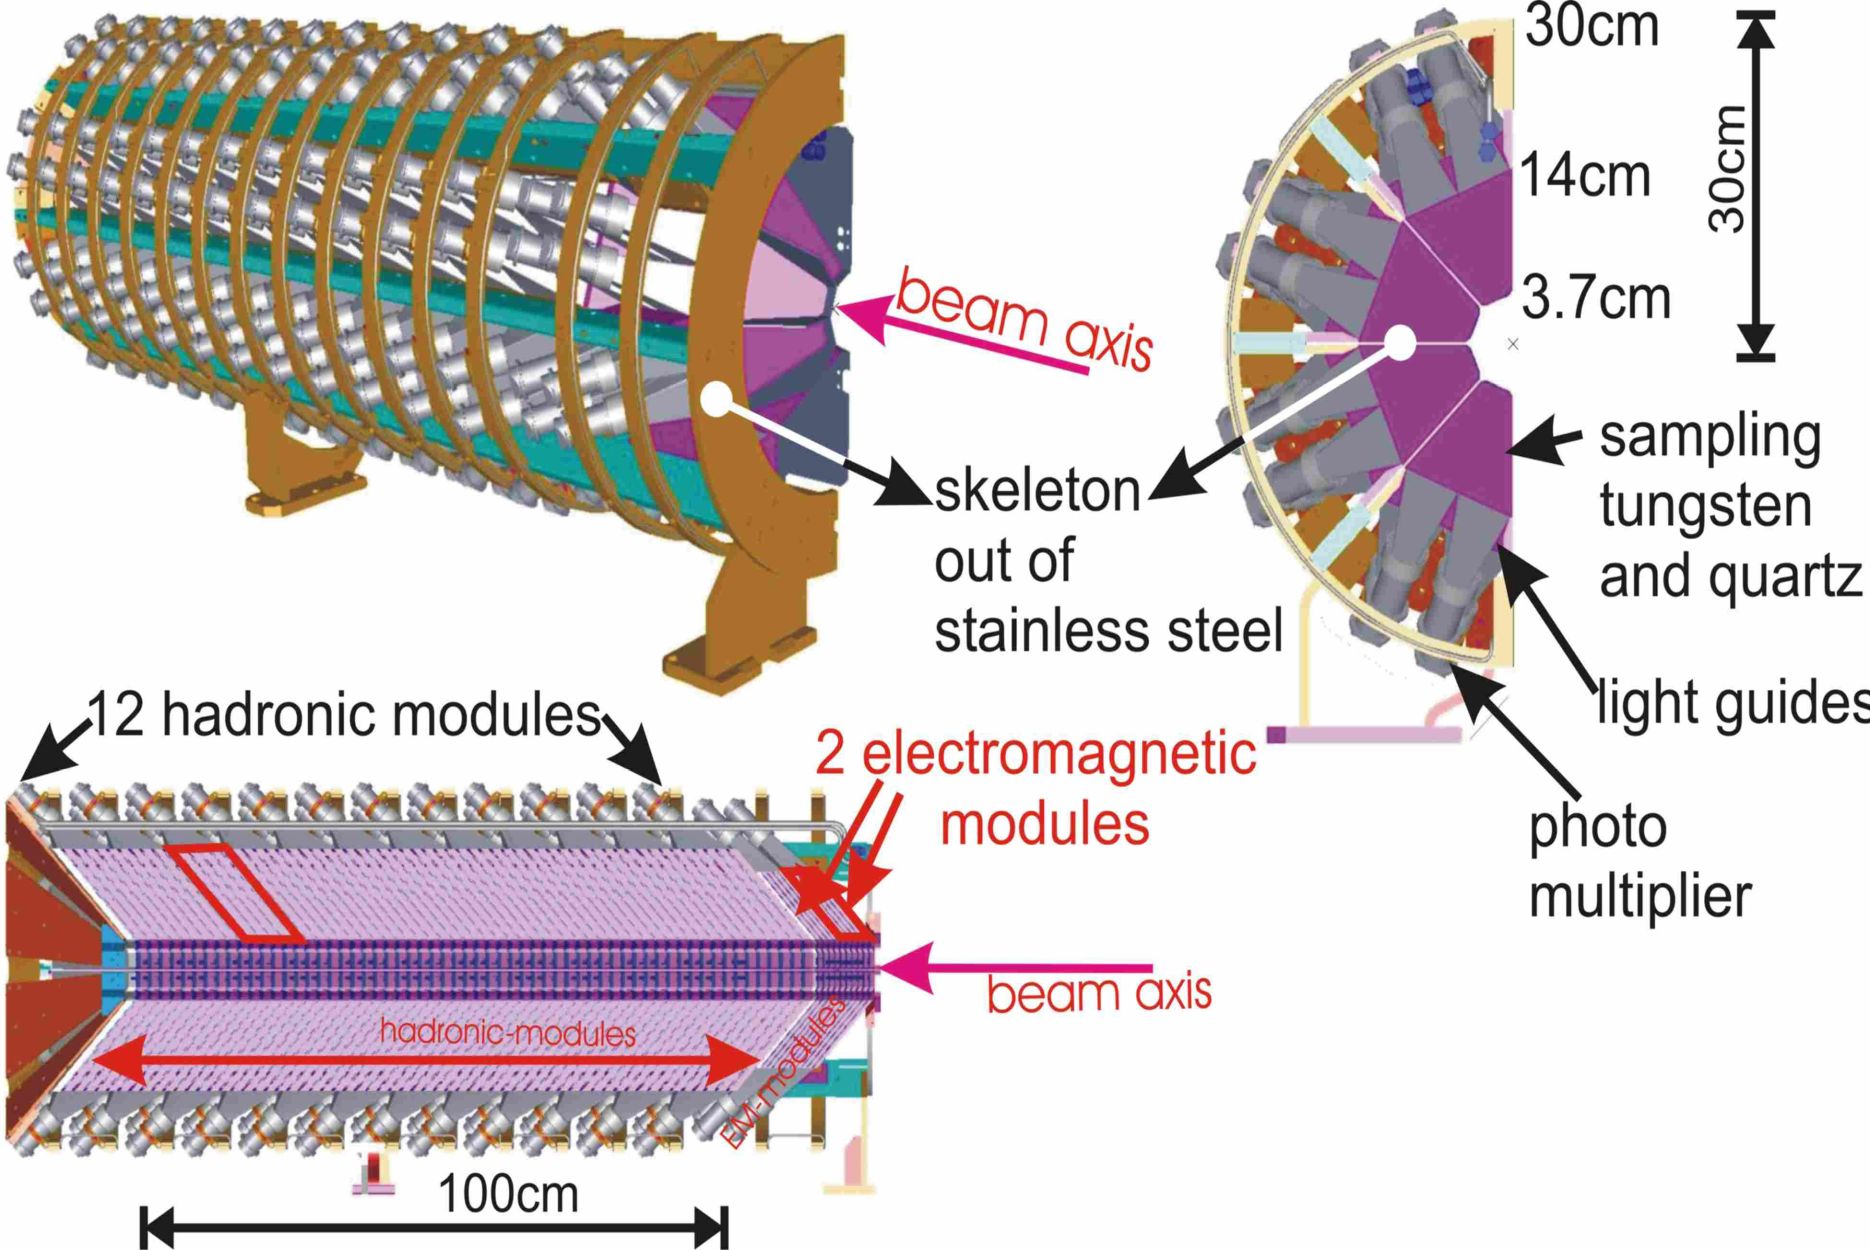 30cm
30cm
14cm
3.7cm
beam axis
skeleton
out of
stainless steel
sampling
tungsten
and quartz
light guides
photo
multiplier
12 hadronic modules
2 electromagnetic
modules
beam axis
hadronic-modules
EM-modules
100cm